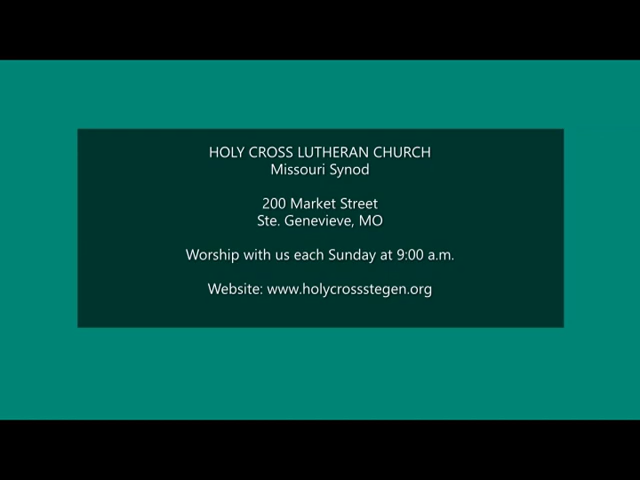 HOLY CROSS LUTHERAN CHURCH
Missouri Synod
200 Market Street
Ste. Genevieve, MO
Worship with us each Sunday at 9:00 a.m.
Website: www.holycrossstegen.org